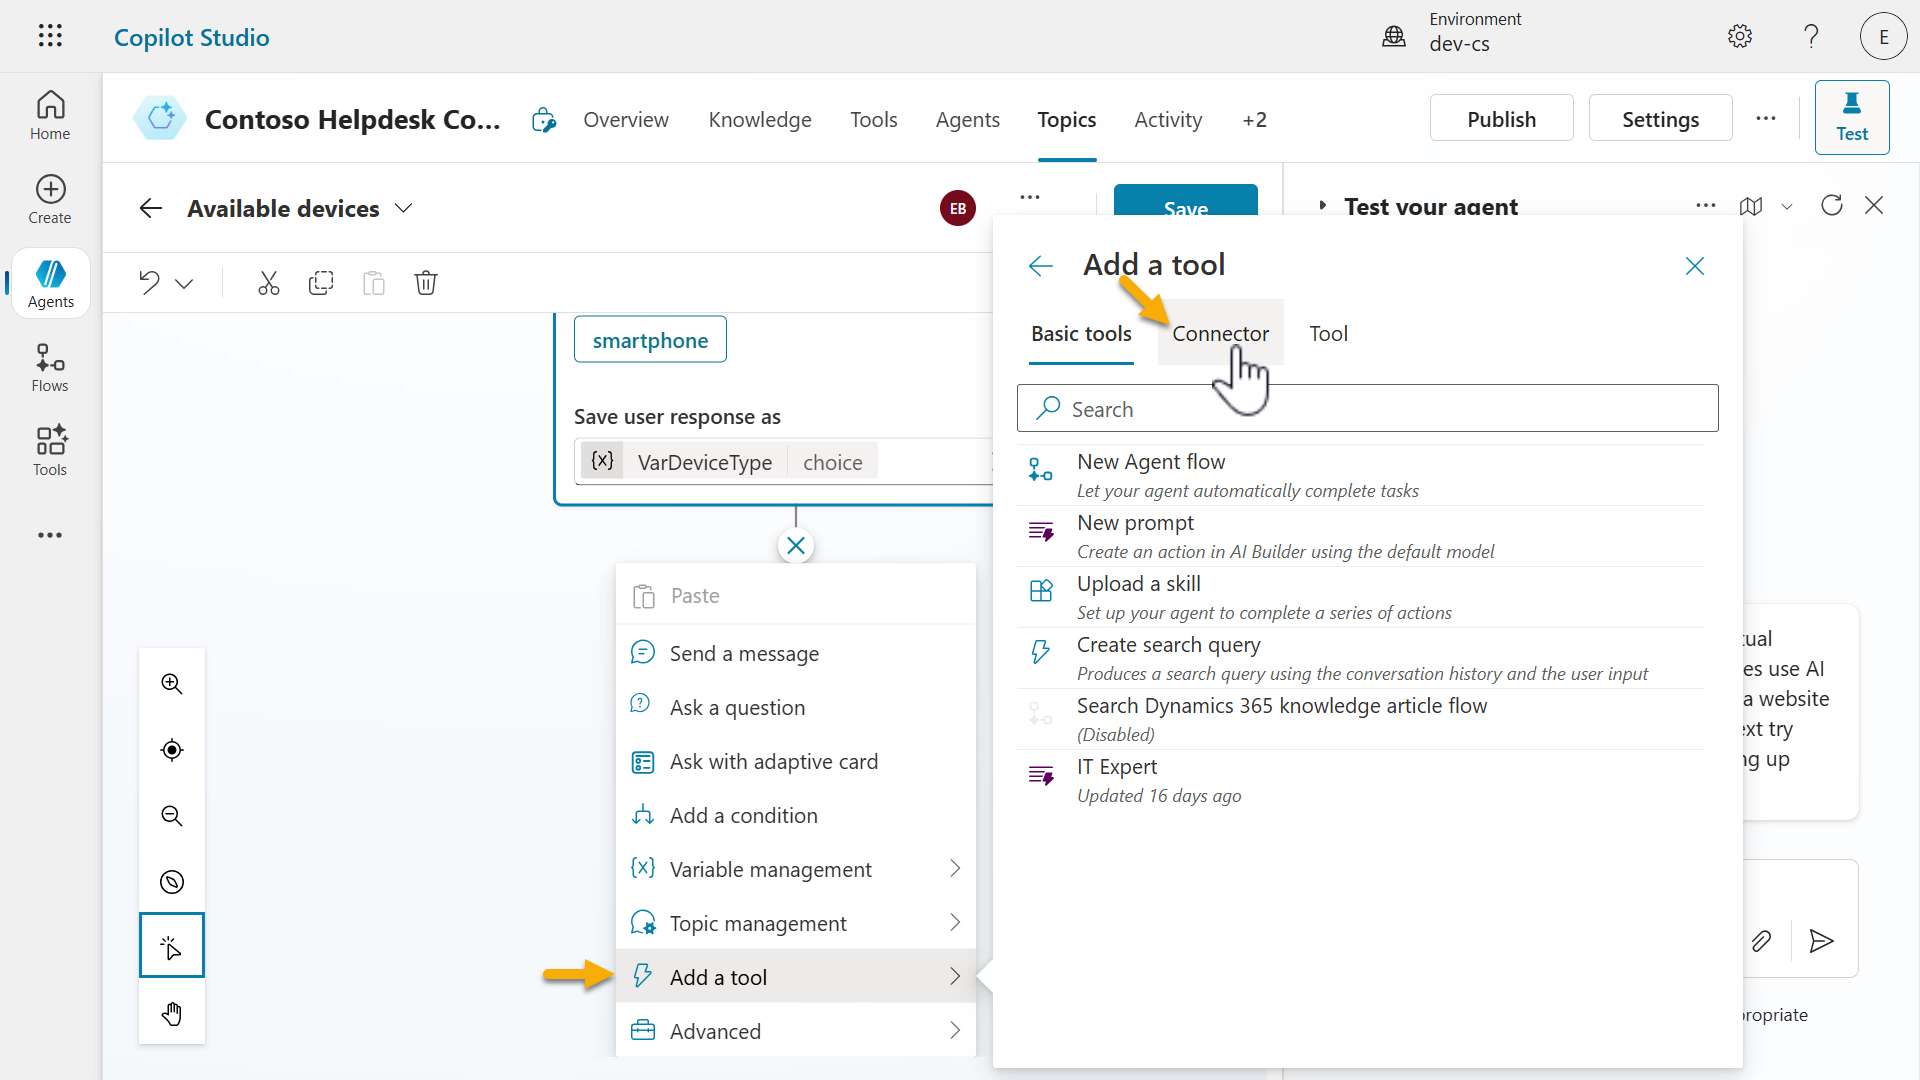 Copilot Studio
Environment
dev-cs
?
E
Home
Create
Agents
Flows
Tools
Contoso Helpdesk Co...
Overview
Knowledge
Tools
Agents
Topics
Activity
+2
Publish
Settings
Test
Available devices
EB
Save
Test your agent
smartphone
Save user response as
{x} VarDeviceType choice
Paste
Send a message
Ask a question
Ask with adaptive card
Add a condition
{x} Variable management
Topic management
Add a tool
Advanced
Add a tool
Basic tools
Connector
Tool
Search
New Agent flow
Let your agent automatically complete tasks
New prompt
Create an action in AI Builder using the default model
Upload a skill
Set up your agent to complete a series of actions
Create search query
Produces a search query using the conversation history and the user input
Search Dynamics 365 knowledge article flow
(Disabled)
IT Expert
Updated 16 days ago
use AI
a website
try
up